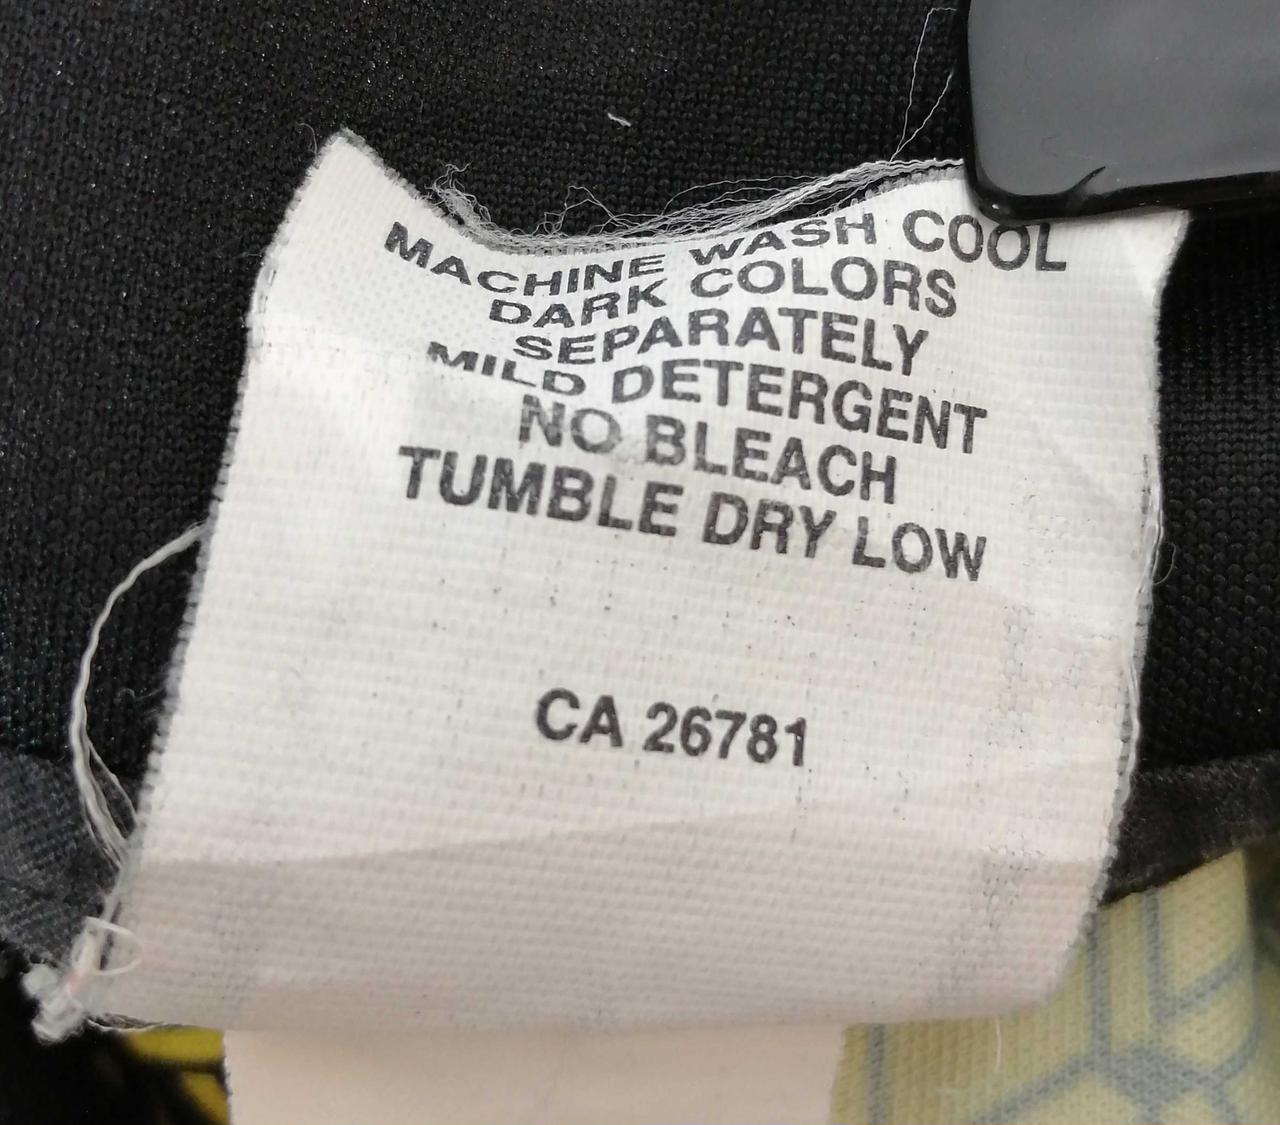 MACHINE WASH COOL
DARK COLORS
SEPARATELY
MILD DETERGENT
NO BLEACH
TUMBLE DRY LOW
CA 26781